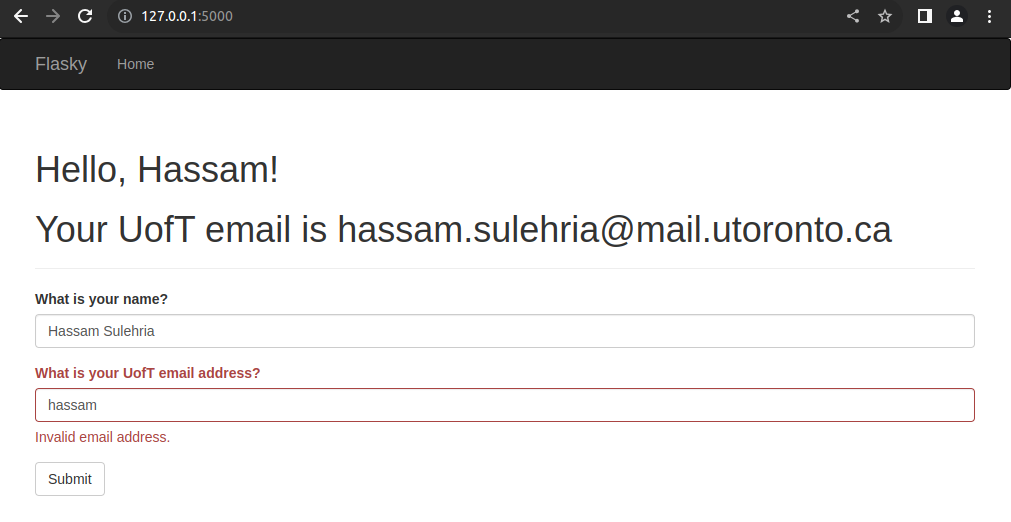 127.0.0.1:5000
Flasky Home
Hello, Hassam!
Your UofT email is hassam.sulehria@mail.utoronto.ca
What is your name?
Hassam Sulehria
What is your UofT email address?
hassam
Invalid email address.
Submit